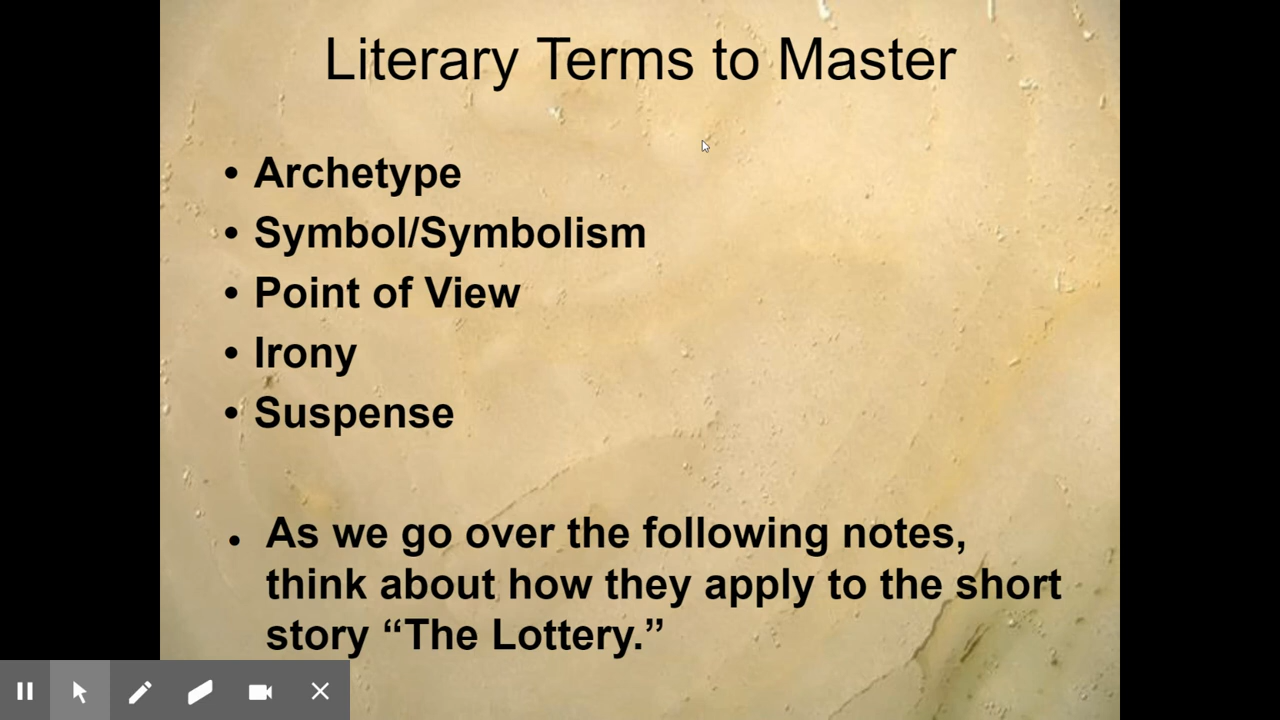 Literary Terms to Master
• Archetype
• Symbol/Symbolism
• Point of View
• Irony
• Suspense
• As we go over the following notes,
think about how they apply to the short
story “The Lottery.”